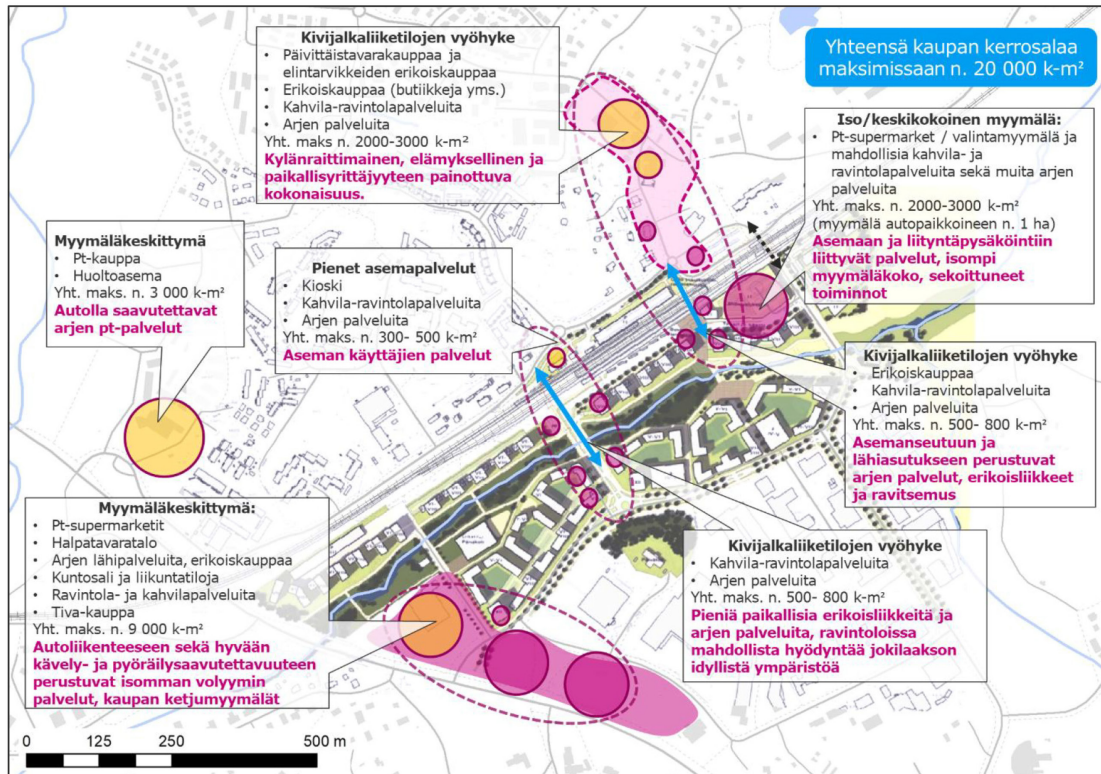 Kivijalkaliiketilojen vyöhyke
• Päivittäistavarakauppaa ja
elintarvikkeiden erikoiskauppaa
• Erikoiskauppaa (butiikkeja yms.)
• Kahvila-ravintolapalveluita
• Arjen palveluita
Yht. maks n. 2000-3000 k-m²
Kylänraittimainen, elämyksellinen ja
paikallisyrittäjyyteen painottuva
kokonaisuus.
Yhteensä kaupan kerrosalaa
maksimissaan n. 20 000 k-m²
Iso/keskikokoinen myymälä:
• Pt-supermarket / valintamyymälä ja
mahdollisia kahvila- ja
ravintolapalveluita sekä muita arjen
palveluita
Yht. maks. n. 2000-3000 k-m²
(myymälä autopaikkoineen n. 1 ha)
Asemaan ja liityntäpysäköintiin
liittyvät palvelut, isompi
myymäläkoko, sekoittuneet
toiminnot
Myymäläkeskittymä
• Pt-kauppa
• Huoltoasema
Yht. maks. n. 3 000 k-m²
Autolla saavutettavat
arjen pt-palvelut
Pienet asemapalvelut
• Kioski
• Kahvila-ravintolapalveluita
• Arjen palveluita
Yht. maks. n. 300- 500 k-m²
Aseman käyttäjien palvelut
Kivijalkaliiketilojen vyöhyke
• Erikoiskauppaa
• Kahvila-ravintolapalveluita
• Arjen palveluita
Yht. maks. n. 500- 800 k-m²
Asemanseutuun ja
lähiasutukseen perustuvat
arjen palvelut, erikoisliikkeet
ja ravitsemus
Myymäläkeskittymä:
• Pt-supermarketit
• Halpatavaratalo
• Arjen lähipalveluita, erikoiskauppaa
• Kuntosali ja liikuntatiloja
• Ravintola- ja kahvilapalveluita
• Tiva-kauppa
Yht. maks. n. 9 000 k-m²
Autoliikenteeseen sekä hyvään
kävely- ja pyöräilysaavutettavuuteen
perustuvat isomman volyymin
palvelut, kaupan ketjumyymälät
Kivijalkaliiketilojen vyöhyke
• Kahvila-ravintolapalveluita
• Arjen palveluita
Yht. maks. n. 500- 800 k-m²
Pieniä paikallisia erikoisliikkeitä ja
arjen palveluita, ravintoloissa
mahdollista hyödyntää jokilaakson
idyllistä ympäristöä
0 125 250 500 m